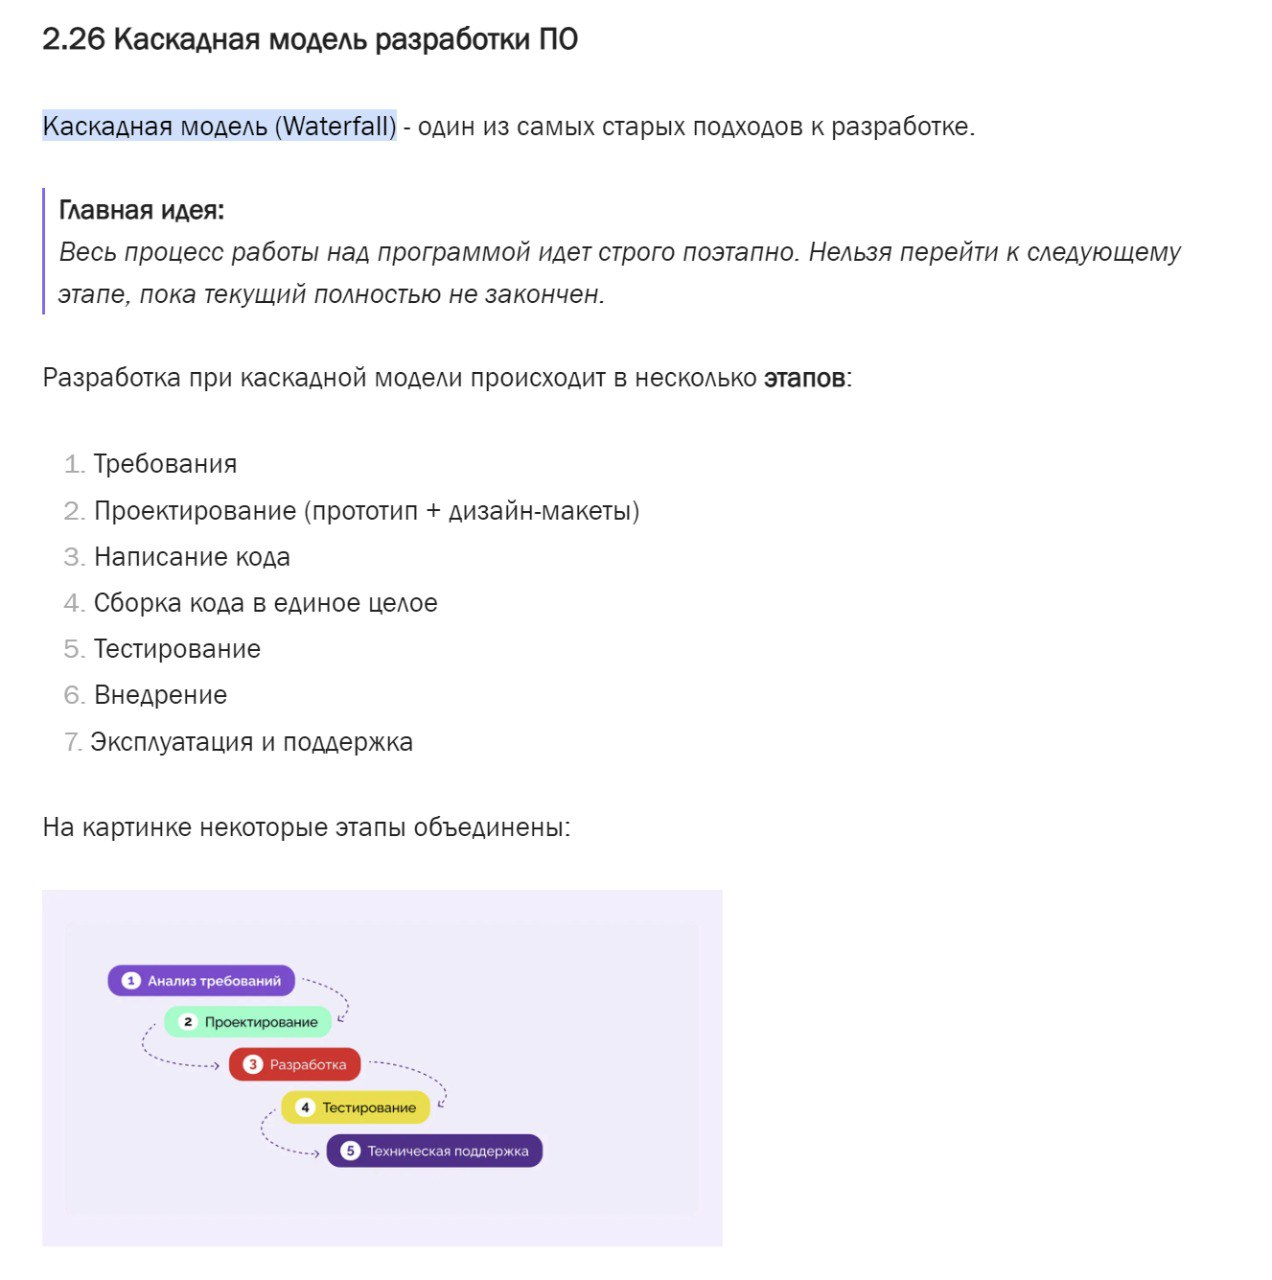 2.26 Каскадная модель разработки ПО
Каскадная модель (Waterfall) - один из самых старых подходов к разработке.
Главная идея:
Весь процесс работы над программой идет строго поэтапно. Нельзя перейти к следующему
этапе, пока текущий полностью не закончен.
Разработка при каскадной модели происходит в несколько этапов:
1. Требования
2. Проектирование (прототип + дизайн-макеты)
3. Написание кода
4. Сборка кода в единое целое
5. Тестирование
6. Внедрение
7. Эксплуатация и поддержка
На картинке некоторые этапы объединены:
1 Анализ требований
2 Проектирование
3 Разработка
4 Тестирование
5 Техническая поддержка